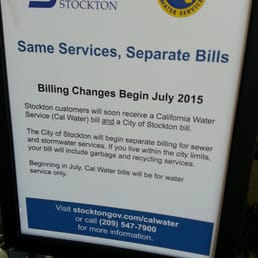 STOCKTON
WATER SERVICE
Same Services, Separate Bills
Billing Changes Begin July 2015
Stockton customers will soon receive a California Water
Service (Cal Water) bill and a City of Stockton bill.
The City of Stockton will begin separate billing for sewer
and stormwater services. If you live within the city limits,
your bill will include garbage and recycling services.
Beginning in July, Cal Water bills will be for water
service only.
Visit stocktongov.com/calwater
or call (209) 547-7900
for more information.